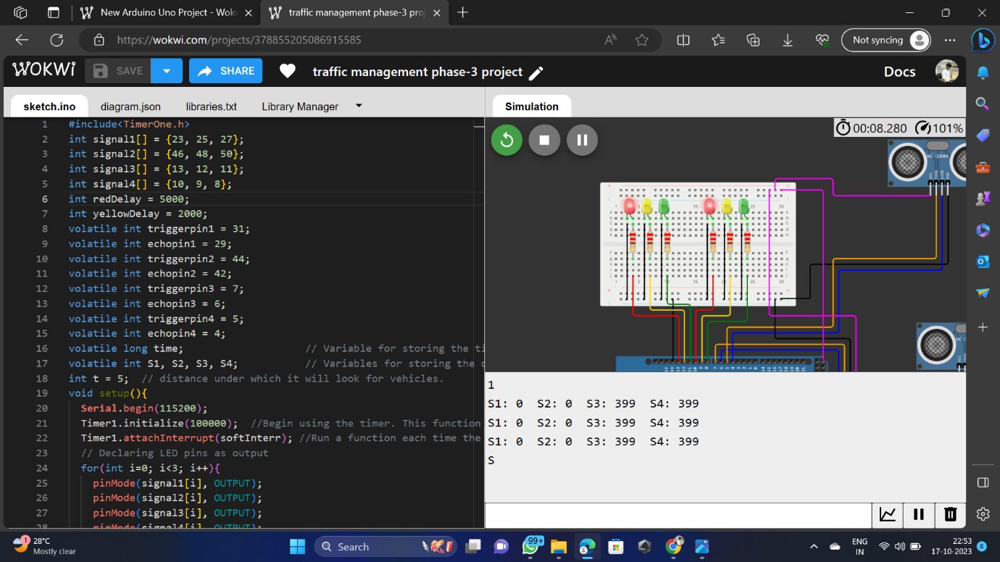 New Arduino Uno Project - Wokw
traffic management phase-3 proj
https://wokwi.com/projects/378855205086915585
Not syncing
WOKWI
SAVE
SHARE
traffic management phase-3 project
Docs
sketch.ino
diagram.json
libraries.txt
Library Manager
Simulation
1 #include<TimerOne.h>
2 int signal1[] = {23, 25, 27};
3 int signal2[] = {46, 48, 50};
4 int signal3[] = {13, 12, 11};
5 int signal4[] = {10, 9, 8};
6 int redDelay = 5000;
7 int yellowDelay = 2000;
8 volatile int triggerpin1 = 31;
9 volatile int echopin1 = 29;
10 volatile int triggerpin2 = 44;
11 volatile int echopin2 = 42;
12 volatile int triggerpin3 = 7;
13 volatile int echopin3 = 6;
14 volatile int triggerpin4 = 5;
15 volatile int echopin4 = 4;
16 volatile long time; // Variable for storing the ti
17 volatile int S1, S2, S3, S4; // Variables for storing the
18 int t = 5; // distance under which it will look for vehicles.
19 void setup(){
20 Serial.begin(115200);
21 Timer1.initialize(100000); //Begin using the timer. This function
22 Timer1.attachInterrupt(softInterr); //Run a function each time the
23 // Declaring LED pins as output
24 for(int i=0; i<3; i++){
25 pinMode(signal1[i], OUTPUT);
26 pinMode(signal2[i], OUTPUT);
27 pinMode(signal3[i], OUTPUT);
28 pinMode(signal4[i], OUTPUT);
00:08.280 101%
HC-SR04
1
S1: 0 S2: 0 S3: 399 S4: 399
S1: 0 S2: 0 S3: 399 S4: 399
S1: 0 S2: 0 S3: 399 S4: 399
S
1
28°C
Mostly clear
Search
99+
ENG
IN
22:53
17-10-2023
8